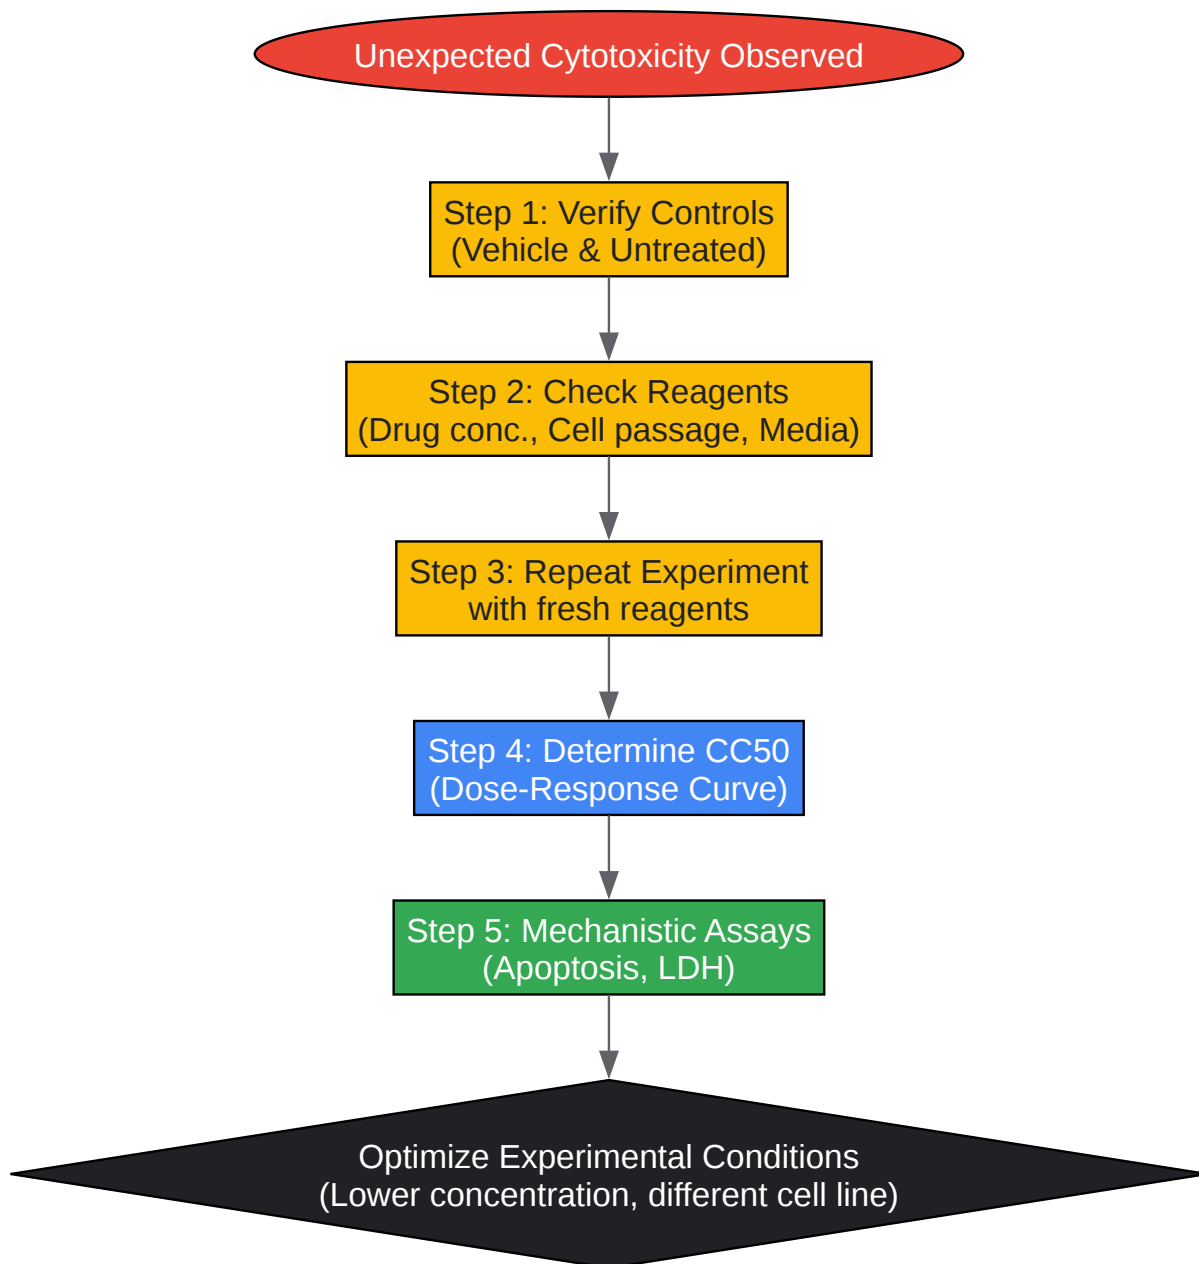 Unexpected Cytotoxicity Observed
Step 1: Verify Controls
(Vehicle & Untreated)
Step 2: Check Reagents
(Drug conc., Cell passage, Media)
Step 3: Repeat Experiment
with fresh reagents
Step 4: Determine CC50
(Dose-Response Curve)
Step 5: Mechanistic Assays
(Apoptosis, LDH)
Optimize Experimental Conditions
(Lower concentration, different cell line)